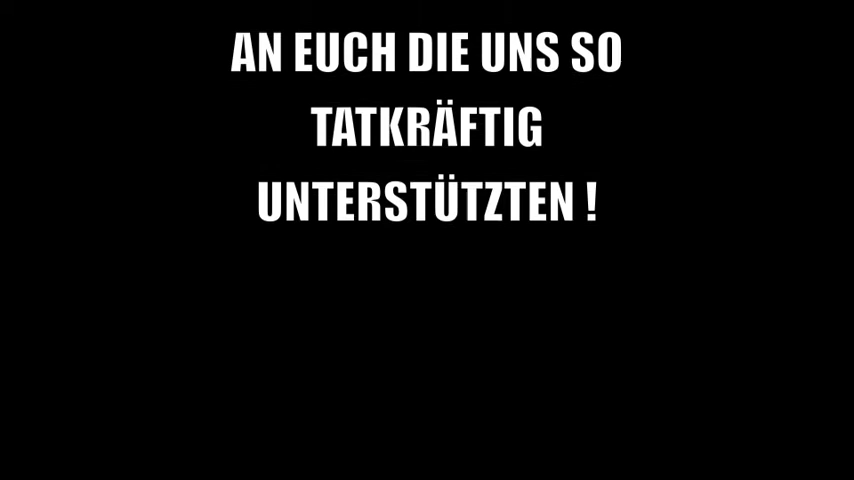 AN EUCH DIE UNS SO
TATKRÄFTIG
UNTERSTÜTZTEN !